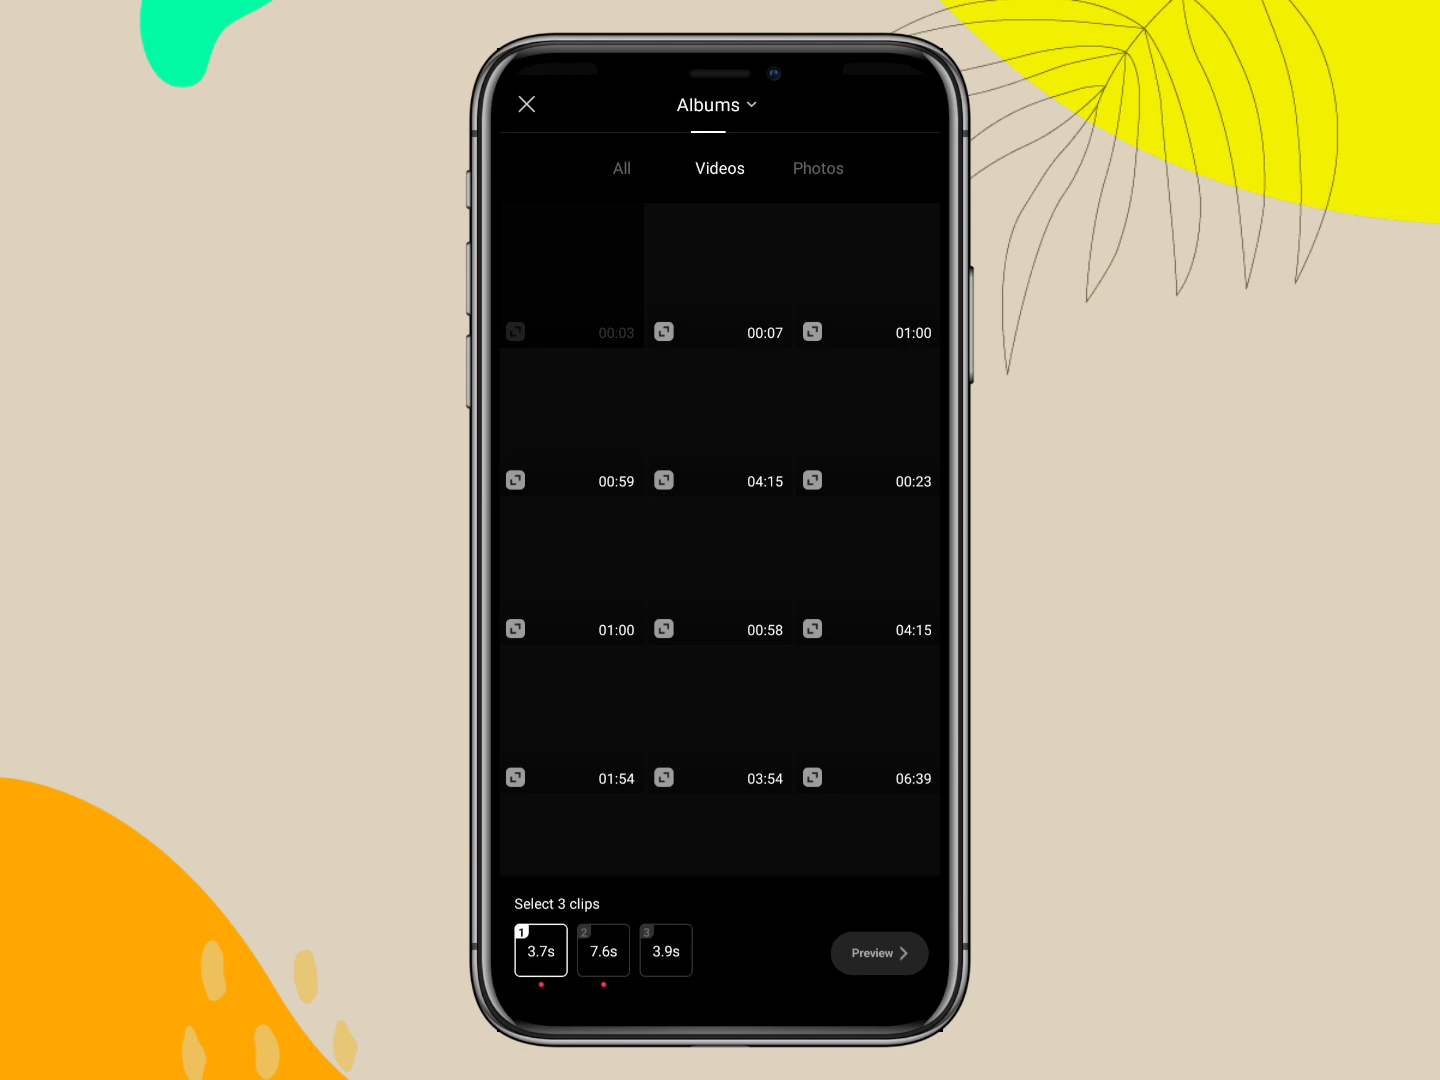 Albums
All Videos Photos
00:03 00:07 01:00
00:59 04:15 00:23
01:00 00:58 04:15
01:54 03:54 06:39
Select 3 clips
1 2 3
3.7s 7.6s 3.9s
Preview